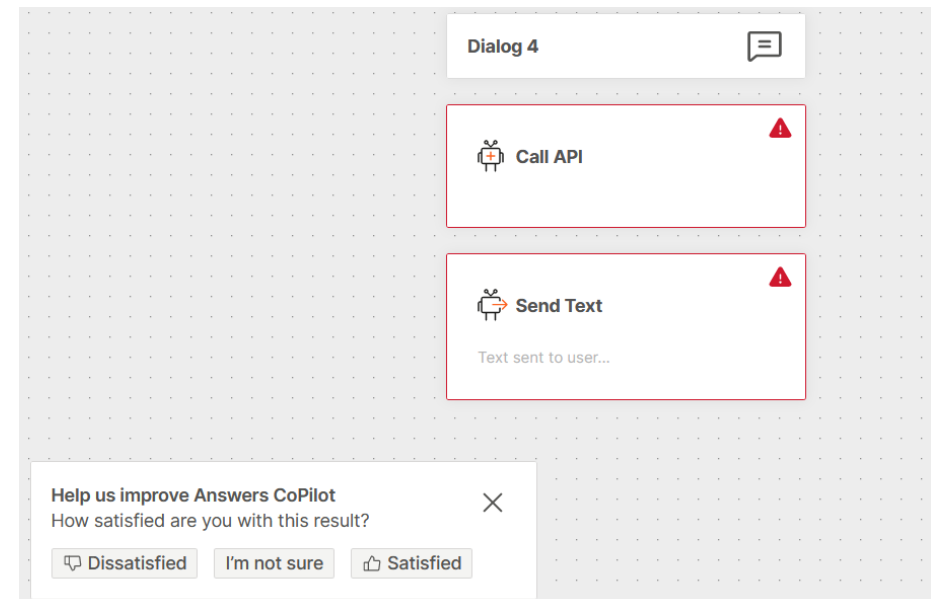 Dialog 4
Call API
Send Text
Text sent to user...
Help us improve Answers CoPilot
How satisfied are you with this result?
Dissatisfied
I'm not sure
Satisfied